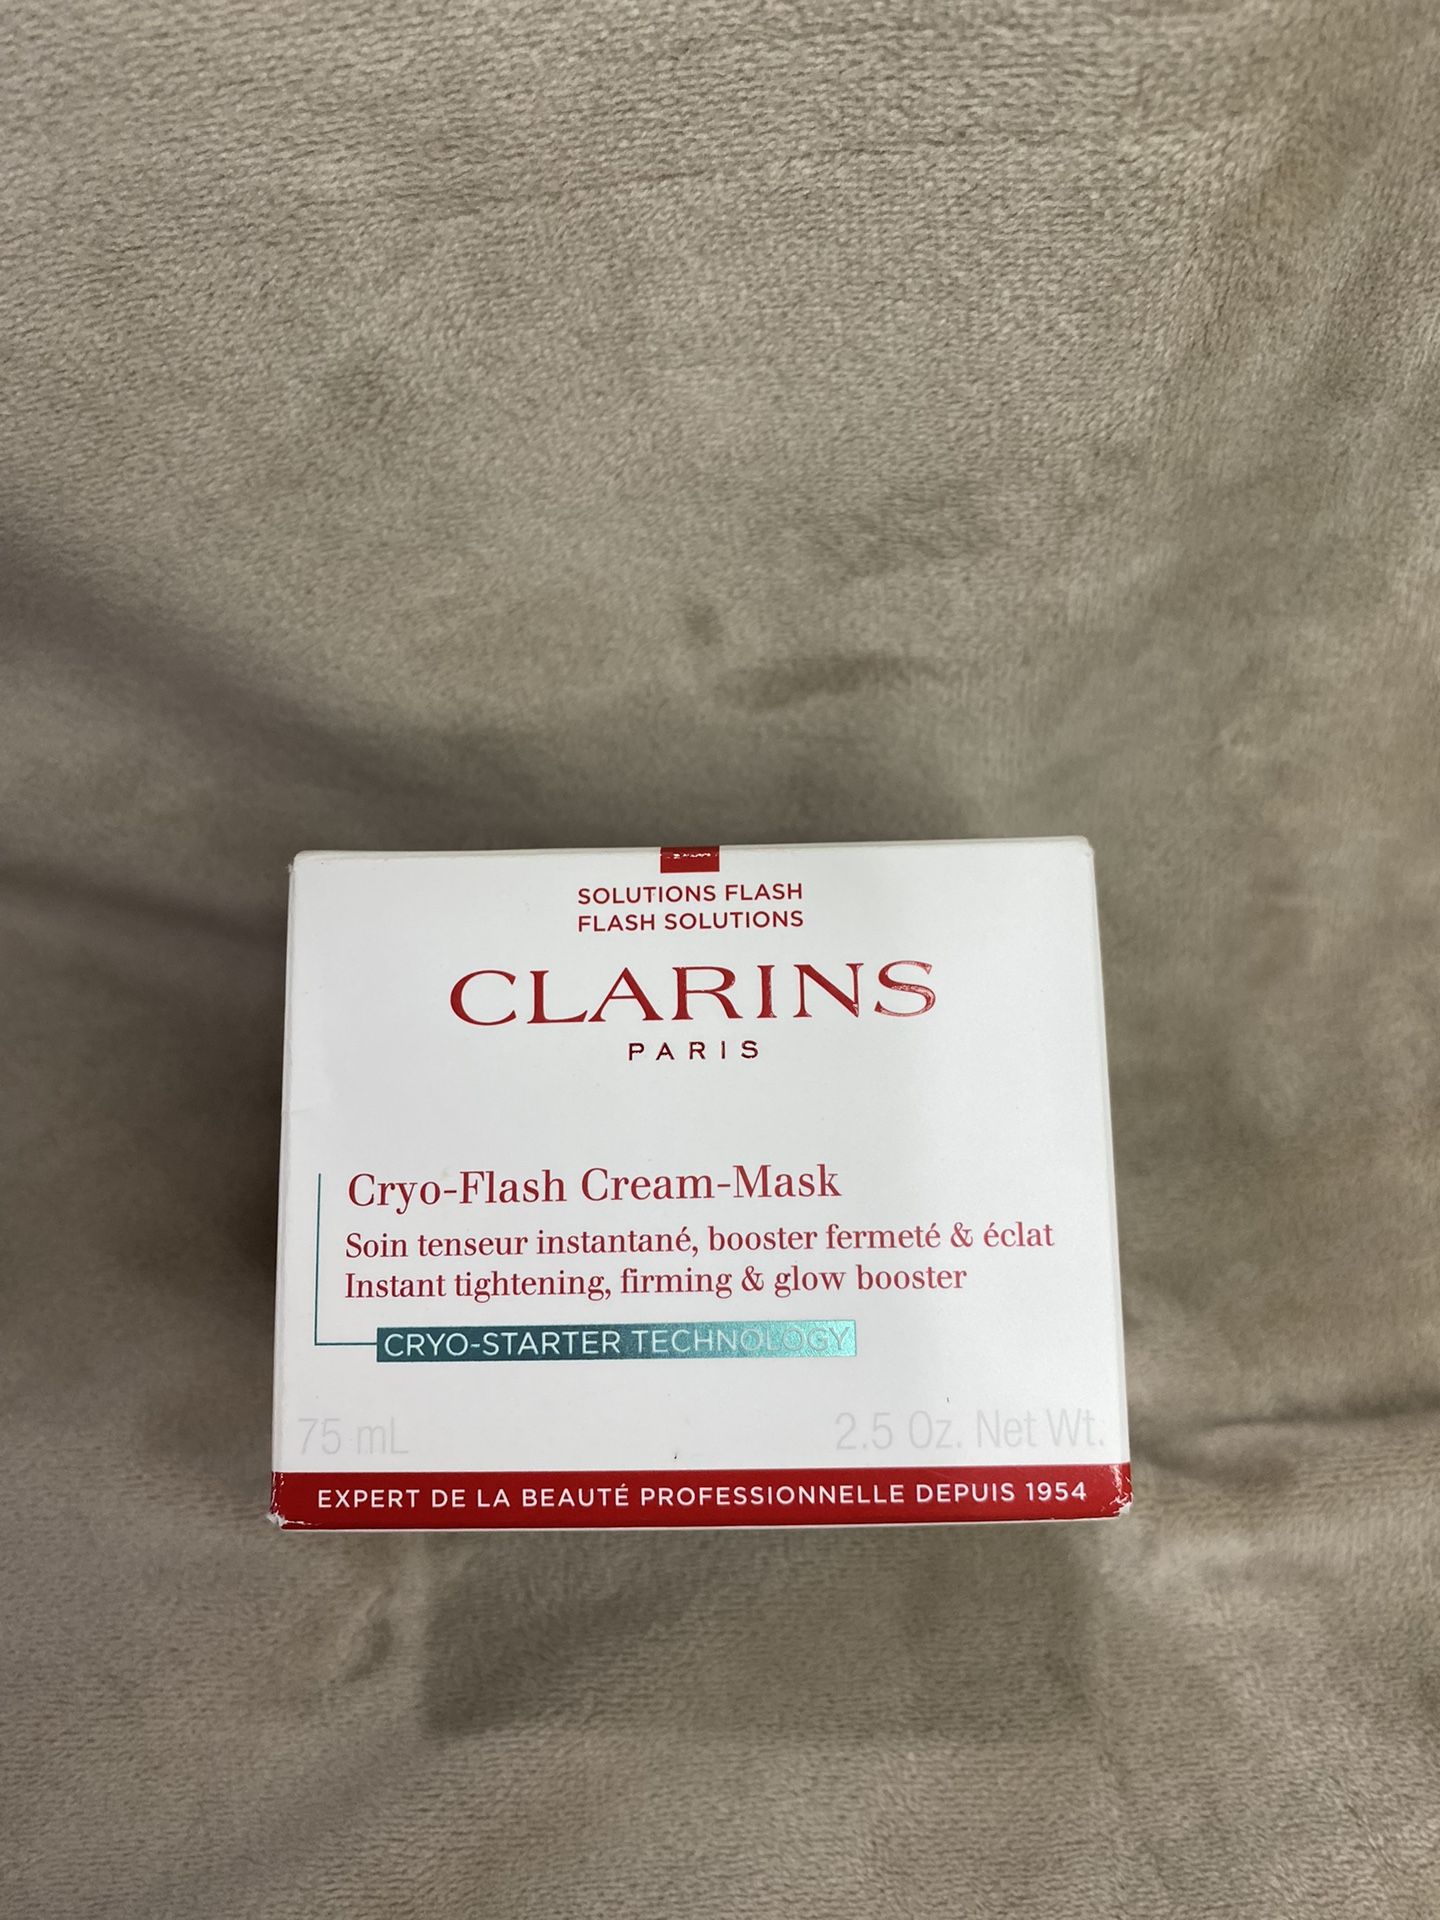 SOLUTIONS FLASH
FLASH SOLUTIONS
CLARINS
PARIS
Cryo-Flash Cream-Mask
Soin tenseur instantané, booster fermeté & éclat
Instant tightening, firming & glow booster
CRYO-STARTER TECHNOLOGY
75 mL 2.5 Oz. Net Wt.
EXPERT DE LA BEAUTÉ PROFESSIONNELLE DEPUIS 1954